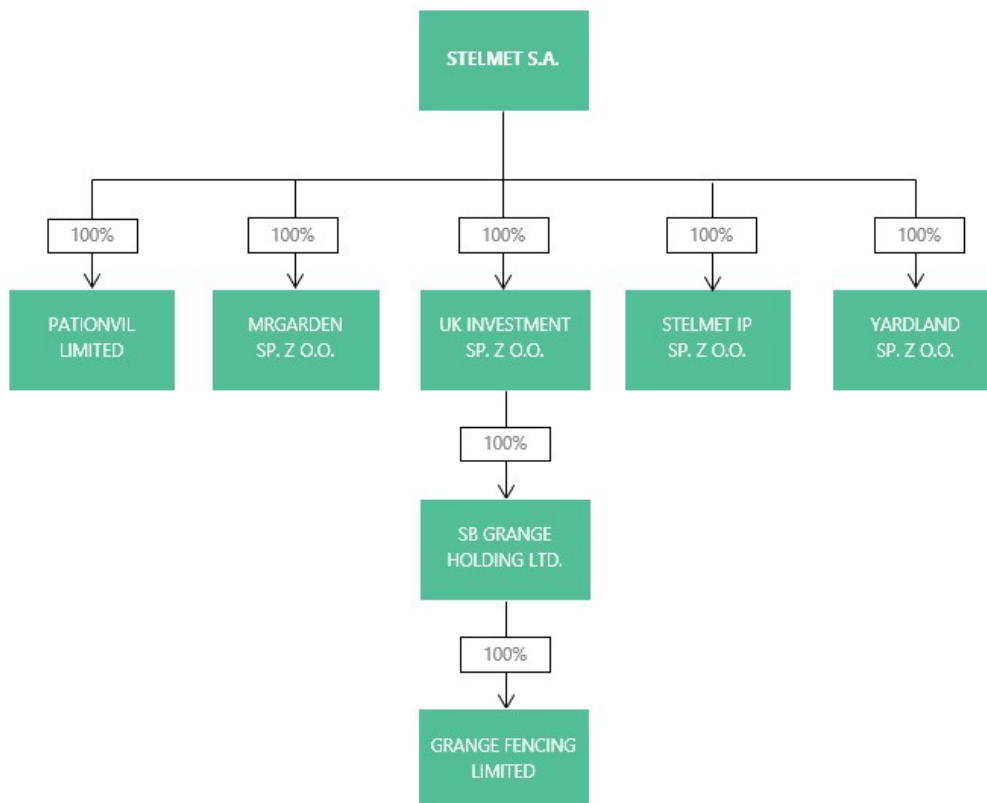 STELMET S.A.
100%
100%
100%
100%
100%
PATIONVIL
LIMITED
MRGARDEN
SP. Z O.O.
UK INVESTMENT
SP. Z O.O.
STELMET IP
SP. Z O.O.
YARDLAND
SP. Z O.O.
100%
SB GRANGE
HOLDING LTD.
100%
GRANGE FENCING
LIMITED